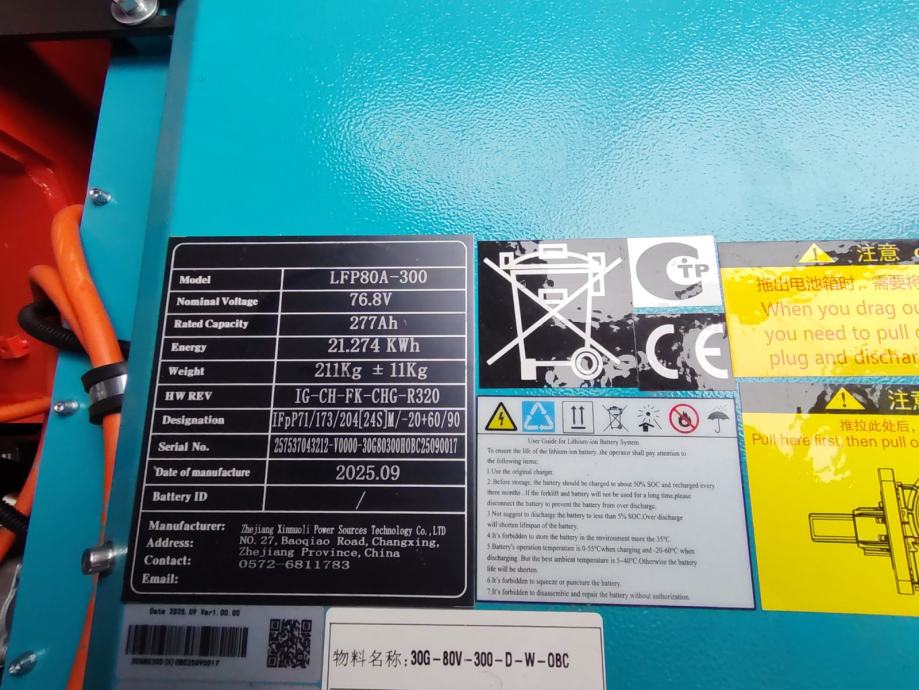 Model LFP80A-300
Nominal Voltage 76.8V
Rated Capacity 277Ah
Energy 21.274 KWh
Weight 211Kg ± 11Kg
HW REV IG-CH-FK-CHG-R320
Designation IFpP71/173/204[24S]M/-20+60/90
Serial No. 257537043212-V0000-30G80300HOBC25090017
Date of manufacture 2025.09
Battery ID /
Manufacturer: Zhejiang Xinnuoli Power Sources Technology Co.,LTD
Address: NO.27,Baoqiao Road,Changxing,
Zhejiang Province,China
Contact: 0572-6811783
Email:
Date 2025.09 Ver1.00.00
物料名称:30G-80V-300-D-W-OBC
CTP
CE
User Guide for Lithium-ion Battery System
To ensure the life of the lithium-ion battery ,the operator shall pay attention to
the following items:
1.Use the original charger.
2.Before storage, the battery should be charged to about 50% SOC and recharged every
three months . If the forklift and battery will not be used for a long time,please
disconnect the battery to prevent the battery from over discharge.
3.Not suggest to discharge the battery to less than 5% SOC.Over discharge
will shorten lifespan of the battery.
4.It's forbidden to store the battery in the environment more the 35℃.
5.Battery's operation temperature is 0-55℃when charging and -20-60℃ when
discharging. But the best ambient temperature is 5~40℃.Otherwise the battery
life will be shorten.
6.It's forbidden to squeeze or puncture the battery.
7.It's forbidden to disassemble and repair the battery without authorization.
注意
拖出电池箱时，需要将
When you drag ou
you need to pull
plug and dischar
注意
推拉此处后，
Pull here first, then pull o